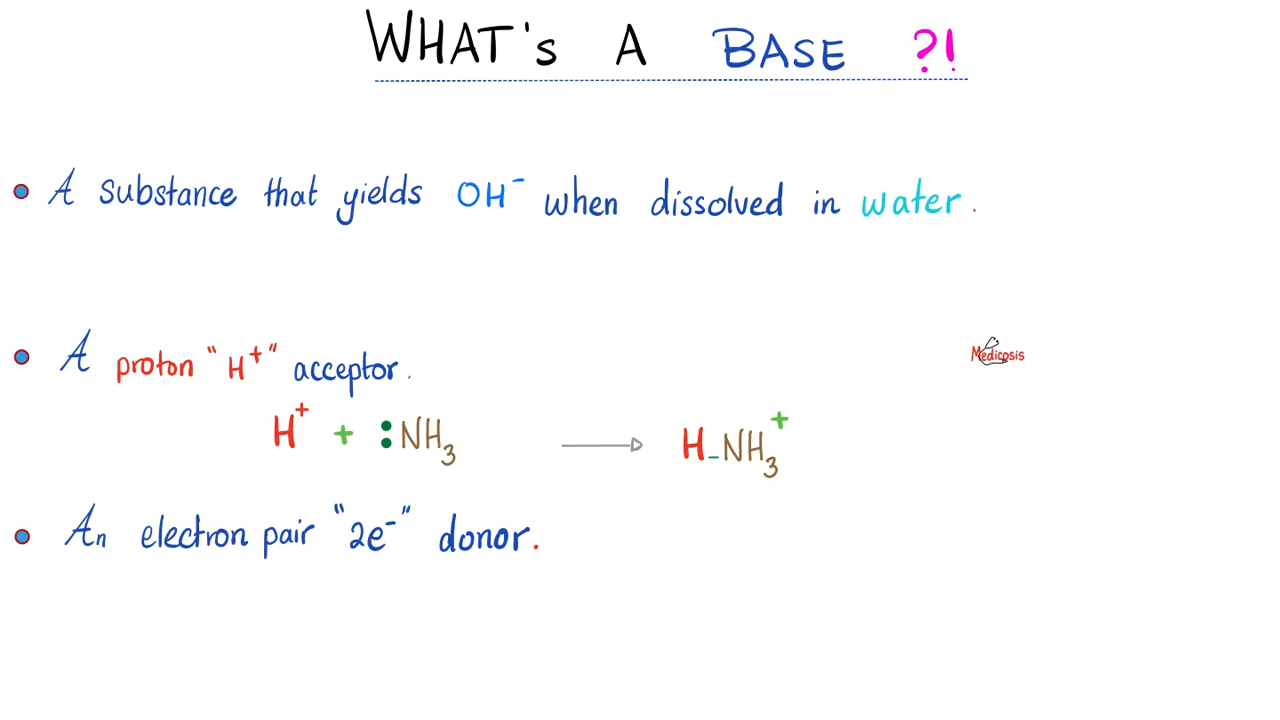 WHAT's A BASE ?!
• A substance that yields OH⁻ when dissolved in water.
• A proton "H⁺" acceptor.
Medicosis
H⁺ + :NH₃ → H-NH₃⁺
• An electron pair "2e⁻" donor.